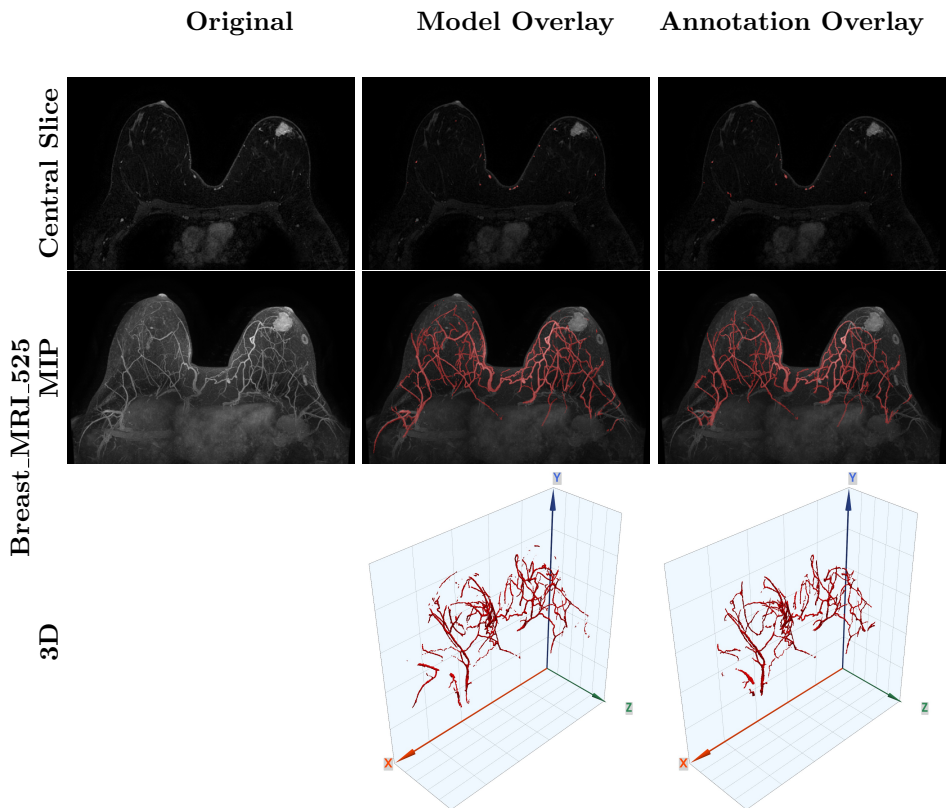 Original Model Overlay Annotation Overlay
Breast_MRI_525
Central Slice
MIP
3D
Y
X
Z
Y
X
Z